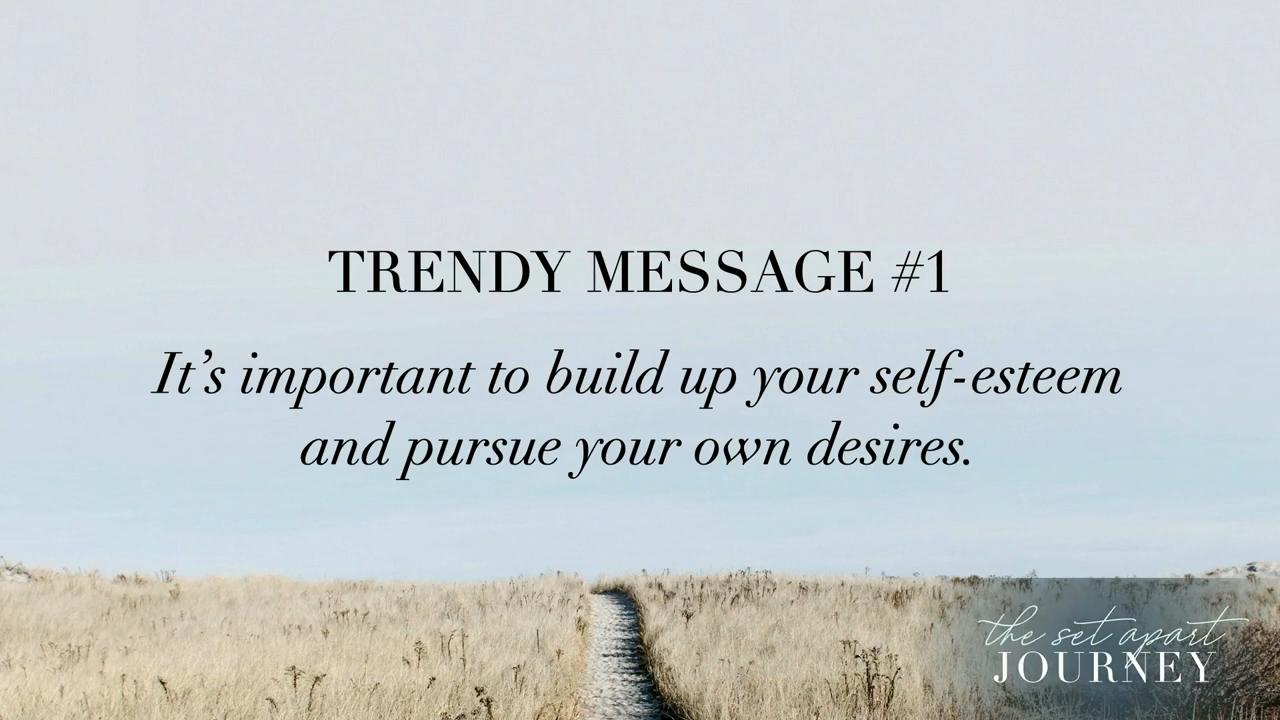 TRENDY MESSAGE #1
It’s important to build up your self-esteem
and pursue your own desires.
the set apart
JOURNEY